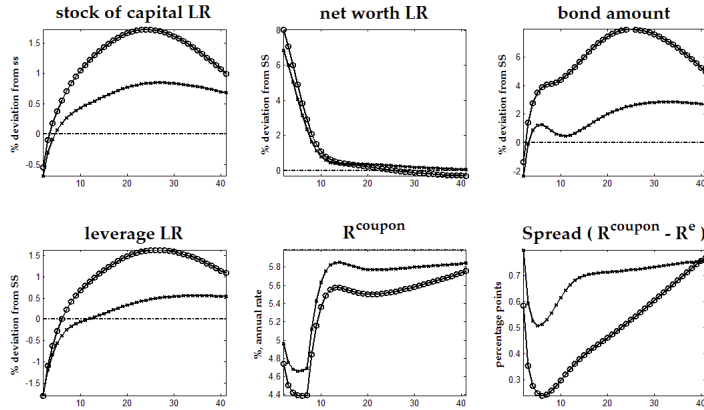 stock of capital LR
net worth LR
bond amount
% deviation from ss
1.5
1
0.5
0
-0.5
10 20 30 40
% deviation from SS
8
6
4
2
0
10 20 30 40
% deviation from SS
8
6
4
2
0
-2
10 20 30 40
leverage LR
R^coupon
Spread ( R^coupon - R^e )
% deviation from SS
1.5
1
0.5
0
-0.5
-1
-1.5
10 20 30 40
%, annual rate
5.8
5.6
5.4
5.2
5
4.8
4.6
4.4
10 20 30 40
percentage points
0.7
0.6
0.5
0.4
0.3
10 20 30 40